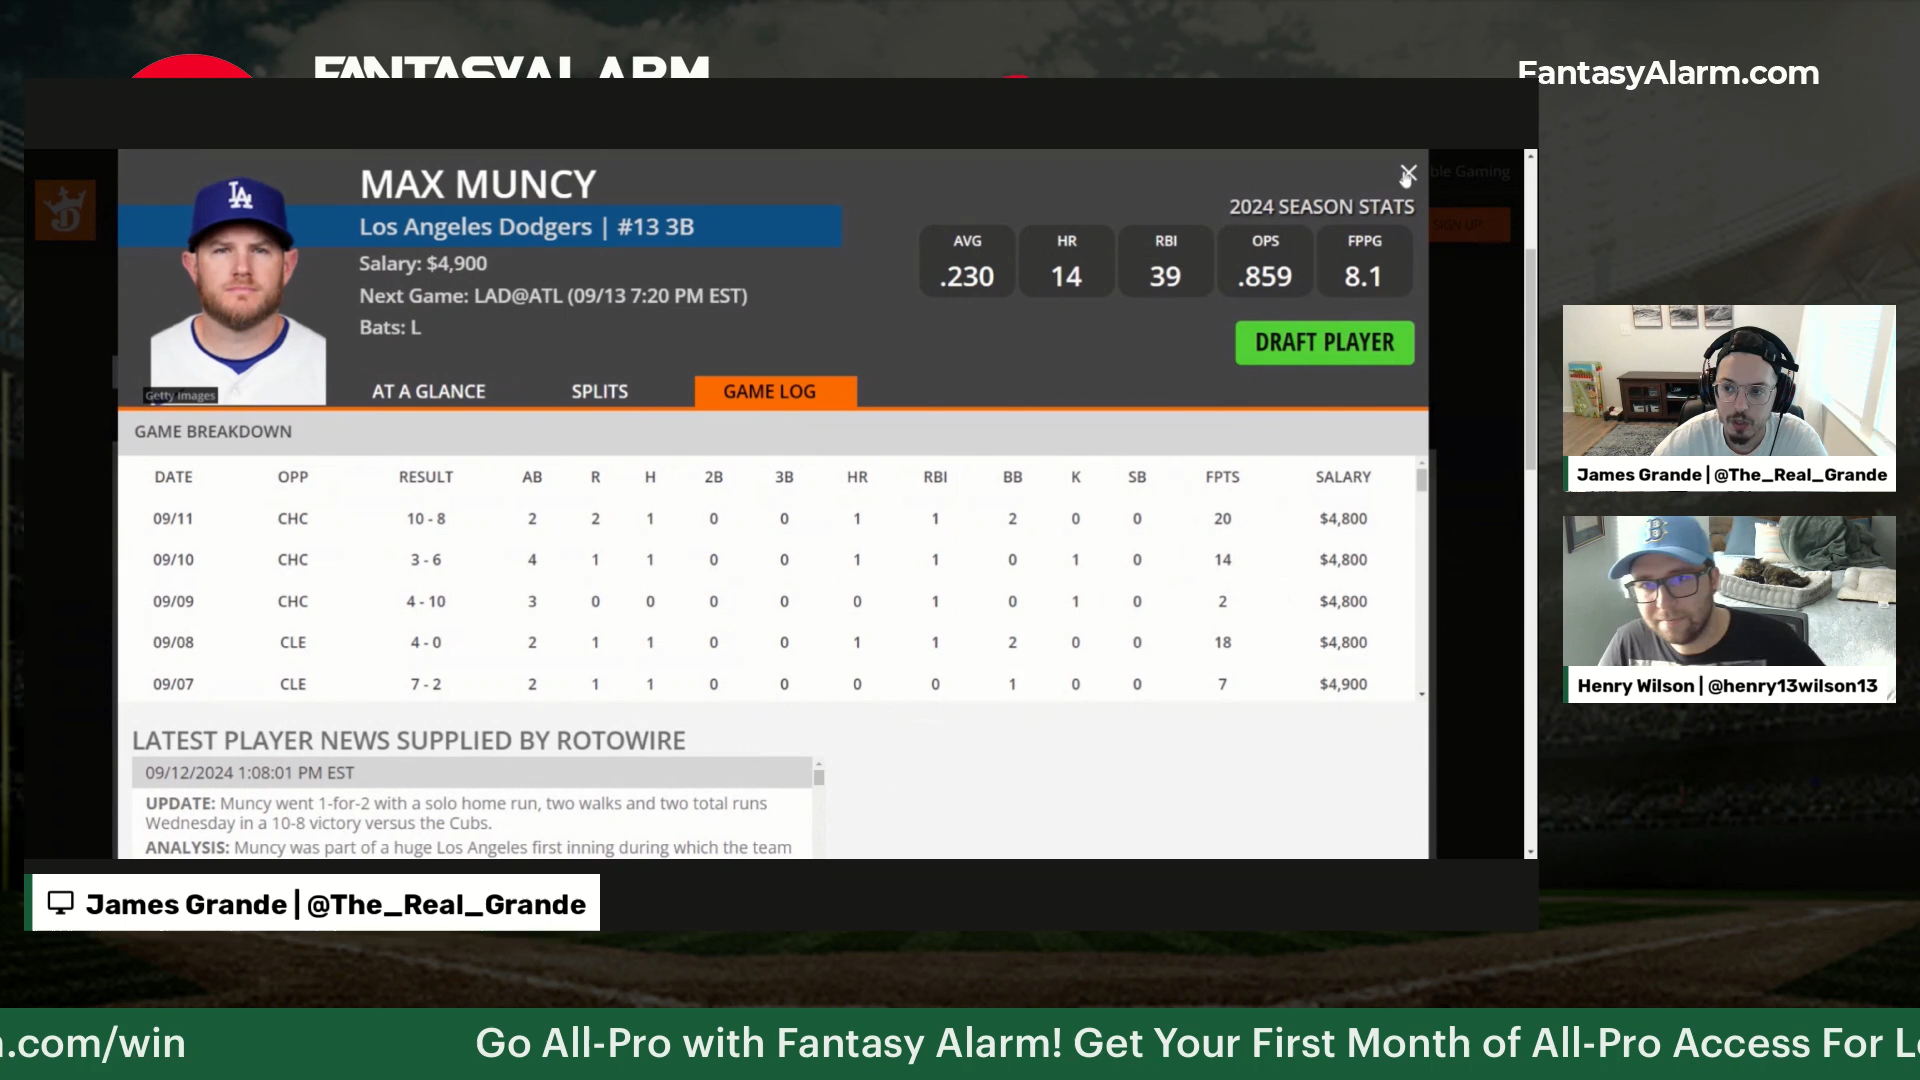 FANTASYALARM
FantasyAlarm.com
MAX MUNCY
Los Angeles Dodgers | #13 3B
Salary: $4,900
Next Game: LAD@ATL (09/13 7:20 PM EST)
Bats: L
Getty Images
ble Gaming
SIGN UP!
2024 SEASON STATS
AVG HR RBI OPS FPPG
.230 14 39 .859 8.1
DRAFT PLAYER
AT A GLANCE SPLITS GAME LOG
GAME BREAKDOWN
DATE OPP RESULT AB R H 2B 3B HR RBI BB K SB FPTS SALARY
09/11 CHC 10 - 8 2 2 1 0 0 1 1 2 0 0 20 $4,800
09/10 CHC 3 - 6 4 1 1 0 0 1 1 0 1 0 14 $4,800
09/09 CHC 4 - 10 3 0 0 0 0 0 1 0 1 0 2 $4,800
09/08 CLE 4 - 0 2 1 1 0 0 1 1 2 0 0 18 $4,800
09/07 CLE 7 - 2 2 1 1 0 0 0 0 1 0 0 7 $4,900
LATEST PLAYER NEWS SUPPLIED BY ROTOWIRE
09/12/2024 1:08:01 PM EST
UPDATE: Muncy went 1-for-2 with a solo home run, two walks and two total runs
Wednesday in a 10-8 victory versus the Cubs.
ANALYSIS: Muncy was part of a huge Los Angeles first inning during which the team
James Grande | @The_Real_Grande
Henry Wilson | @henry13wilson13
James Grande | @The_Real_Grande
.com/win
Go All-Pro with Fantasy Alarm! Get Your First Month of All-Pro Access For L